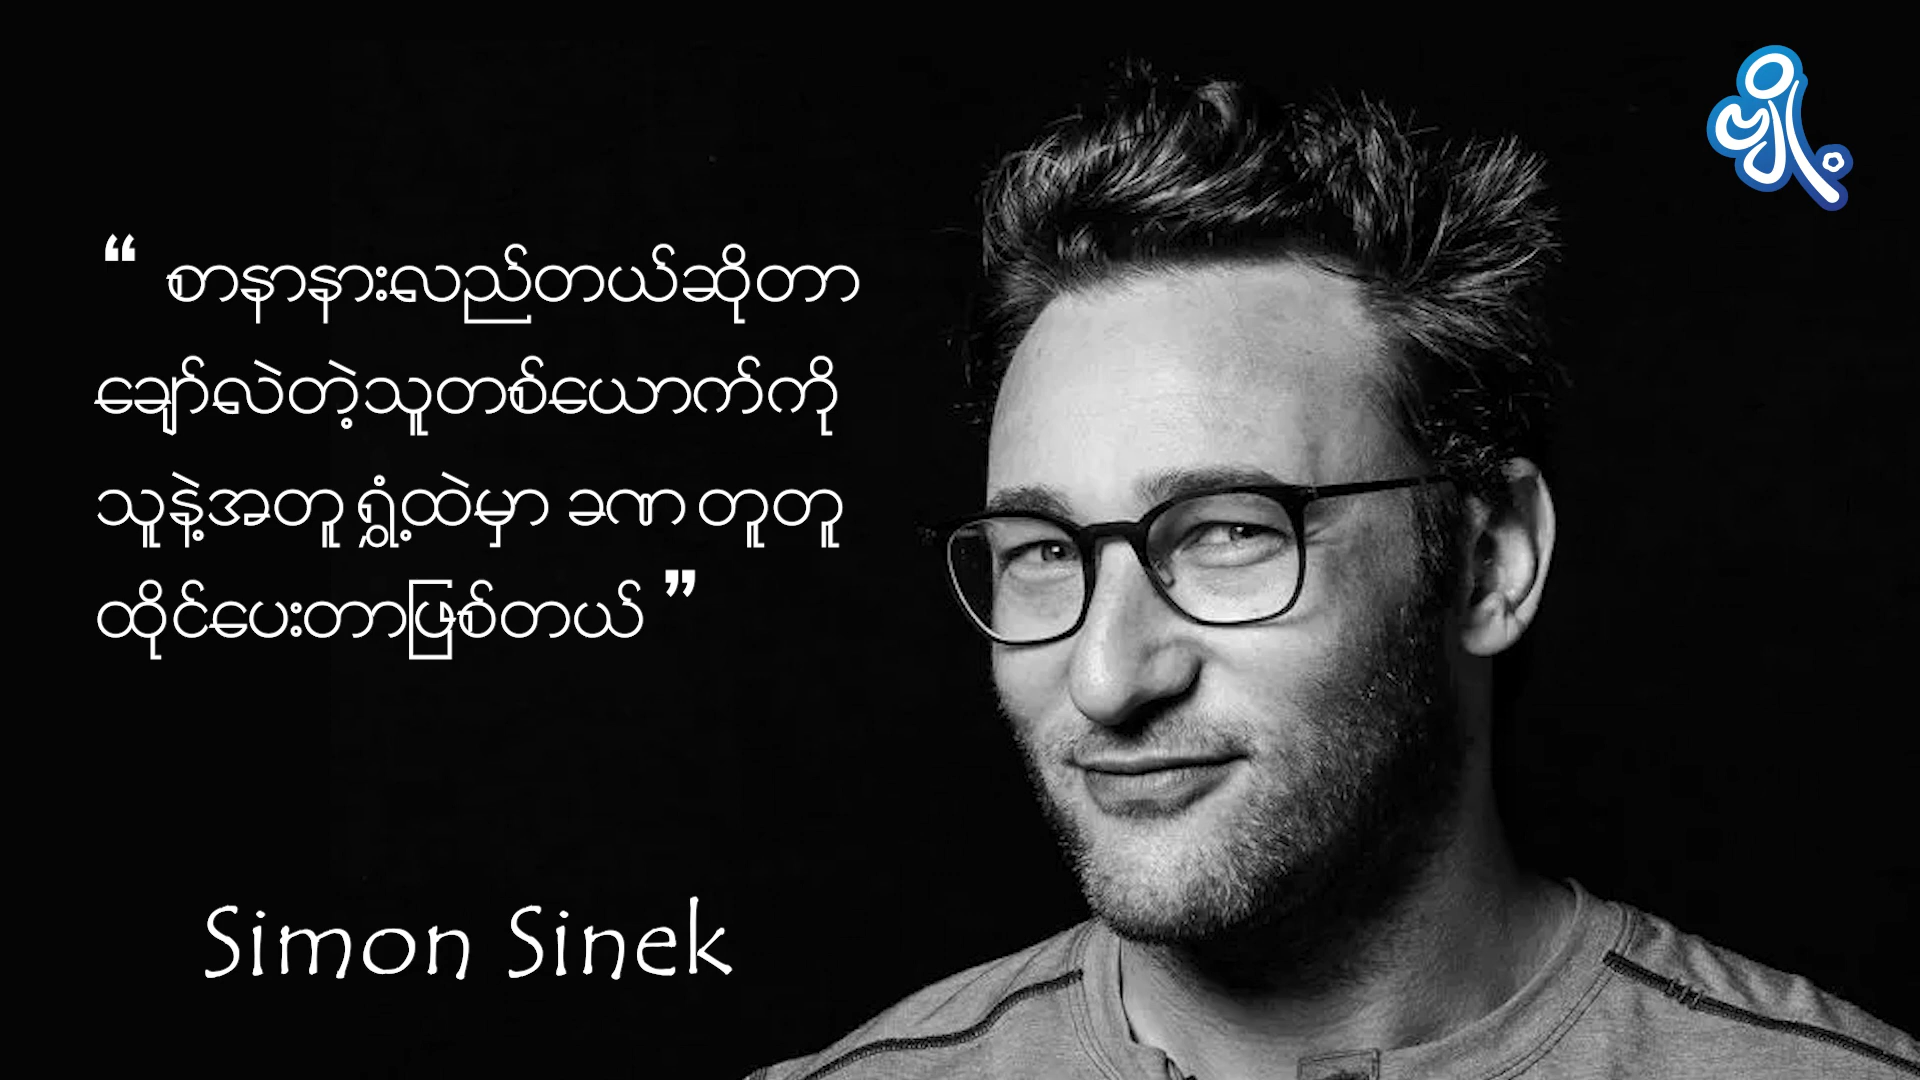 “ စာနာနားလည်တယ်ဆိုတာ
ချော်လဲတဲ့သူတစ်ယောက်ကို
သူနဲ့အတူ ရွှံ့ထဲမှာ ခဏ တူတူ
ထိုင်ပေးတာဖြစ်တယ် ”
Simon Sinek